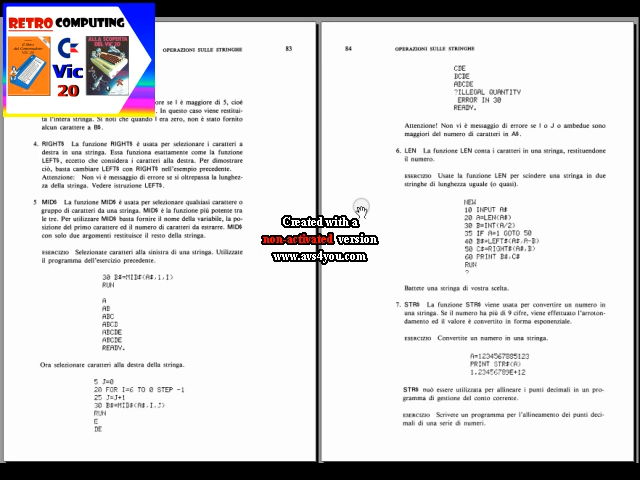 RETRO COMPUTING
Vic
20
il libro
del Commodore
VIC 20
ALLA SCOPERTA
DEL VIC 20
OPERAZIONI SULLE STRINGHE 83
ore se I è maggiore di 5, cioè
In questo caso viene restitui-
ta l'intera stringa. Si noti che quando I era zero, non è stato fornito
alcun carattere a B$.
4. RIGHT$ La funzione RIGHT$ è usata per selezionare i caratteri a
destra in una stringa. Essa funziona esattamente come la funzione
LEFT$, eccetto che considera i caratteri alla destra. Per dimostrare
ciò, basta cambiare LEFT$ con RIGHT$ nell'esempio precedente.
Attenzione: Non vi è messaggio di errore se si oltrepassa la lunghez-
za della stringa. Vedere istruzione LEFT$.
5 MID$ La funzione MID$ è usata per selezionare qualsiasi carattere o
gruppo di caratteri da una stringa. MID$ è la funzione più potente tra
le tre. Per utilizzare MID$ basta fornire il nome della variabile, la po-
sizione del primo carattere ed il numero di caratteri da estrarre. MID$
con solo due argomenti restituisce il resto della stringa.
ESERCIZIO Selezionate caratteri alla sinistra di una stringa. Utilizzate
il programma dell'esercizio precedente.
30 B$=MID$(A$,1,I)
RUN
A
AB
ABC
ABCD
ABCDE
ABCDE
READY.
Ora selezionate caratteri alla destra della stringa.
5 J=0
20 FOR I=6 TO 0 STEP -1
25 J=J+1
30 B$=MID$(A$,I,J)
RUN
E
DE
84 OPERAZIONI SULLE STRINGHE
CDE
BCDE
ABCDE
?ILLEGAL QUANTITY
ERROR IN 30
READY.
Attenzione! Non vi è messaggio di errore se I o J o ambedue sono
maggiori del numero di caratteri in A$.
6. LEN La funzione LEN conta i caratteri in una stringa, restituendone
il numero.
ESERCIZIO Usate la funzione LEN per scindere una stringa in due
stringhe di lunghezza uguale (o quasi).
NEW
10 INPUT A$
20 A=LEN(A$)
30 B=INT(A/2)
35 IF A=1 GOTO 50
40 B$=LEFT$(A$,A-B)
50 C$=RIGHT$(A$,B)
60 PRINT B$,C$
RUN
?
Battete una stringa di vostra scelta.
7. STR$ La funzione STR$ viene usata per convertire un numero in
una stringa. Se il numero ha più di 9 cifre, viene effettuato l'arroton-
damento ed il valore è convertito in forma esponenziale.
ESERCIZIO Convertite un numero in una stringa.
A=1234567885123
PRINT STR$(A)
1.23456789E+12
STR$ può essere utilizzata per allineare i punti decimali in un pro-
gramma di gestione del conto corrente.
ESERCIZIO Scrivete un programma per l'allineamento dei punti deci-
mali di una serie di numeri.
Created with a
non-activated version
www.avs4you.com